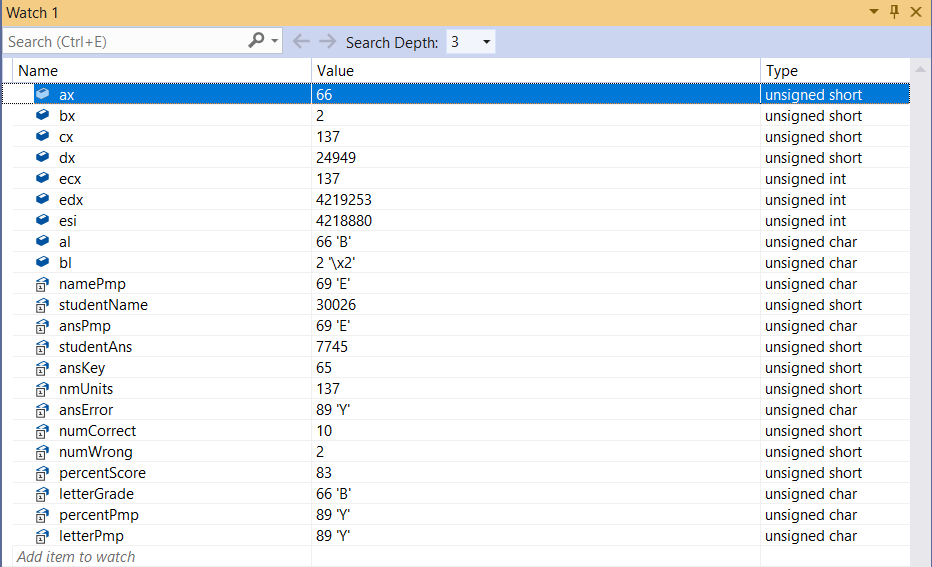 Watch 1
Search (Ctrl+E) Search Depth: 3
Name Value Type
ax 66 unsigned short
bx 2 unsigned short
cx 137 unsigned short
dx 24949 unsigned short
ecx 137 unsigned int
edx 4219253 unsigned int
esi 4218880 unsigned int
al 66 'B' unsigned char
bl 2 '\x2' unsigned char
namePmp 69 'E' unsigned char
studentName 30026 unsigned short
ansPmp 69 'E' unsigned char
studentAns 7745 unsigned short
ansKey 65 unsigned short
nmUnits 137 unsigned short
ansError 89 'Y' unsigned char
numCorrect 10 unsigned short
numWrong 2 unsigned short
percentScore 83 unsigned short
letterGrade 66 'B' unsigned char
percentPmp 89 'Y' unsigned char
letterPmp 89 'Y' unsigned char
Add item to watch